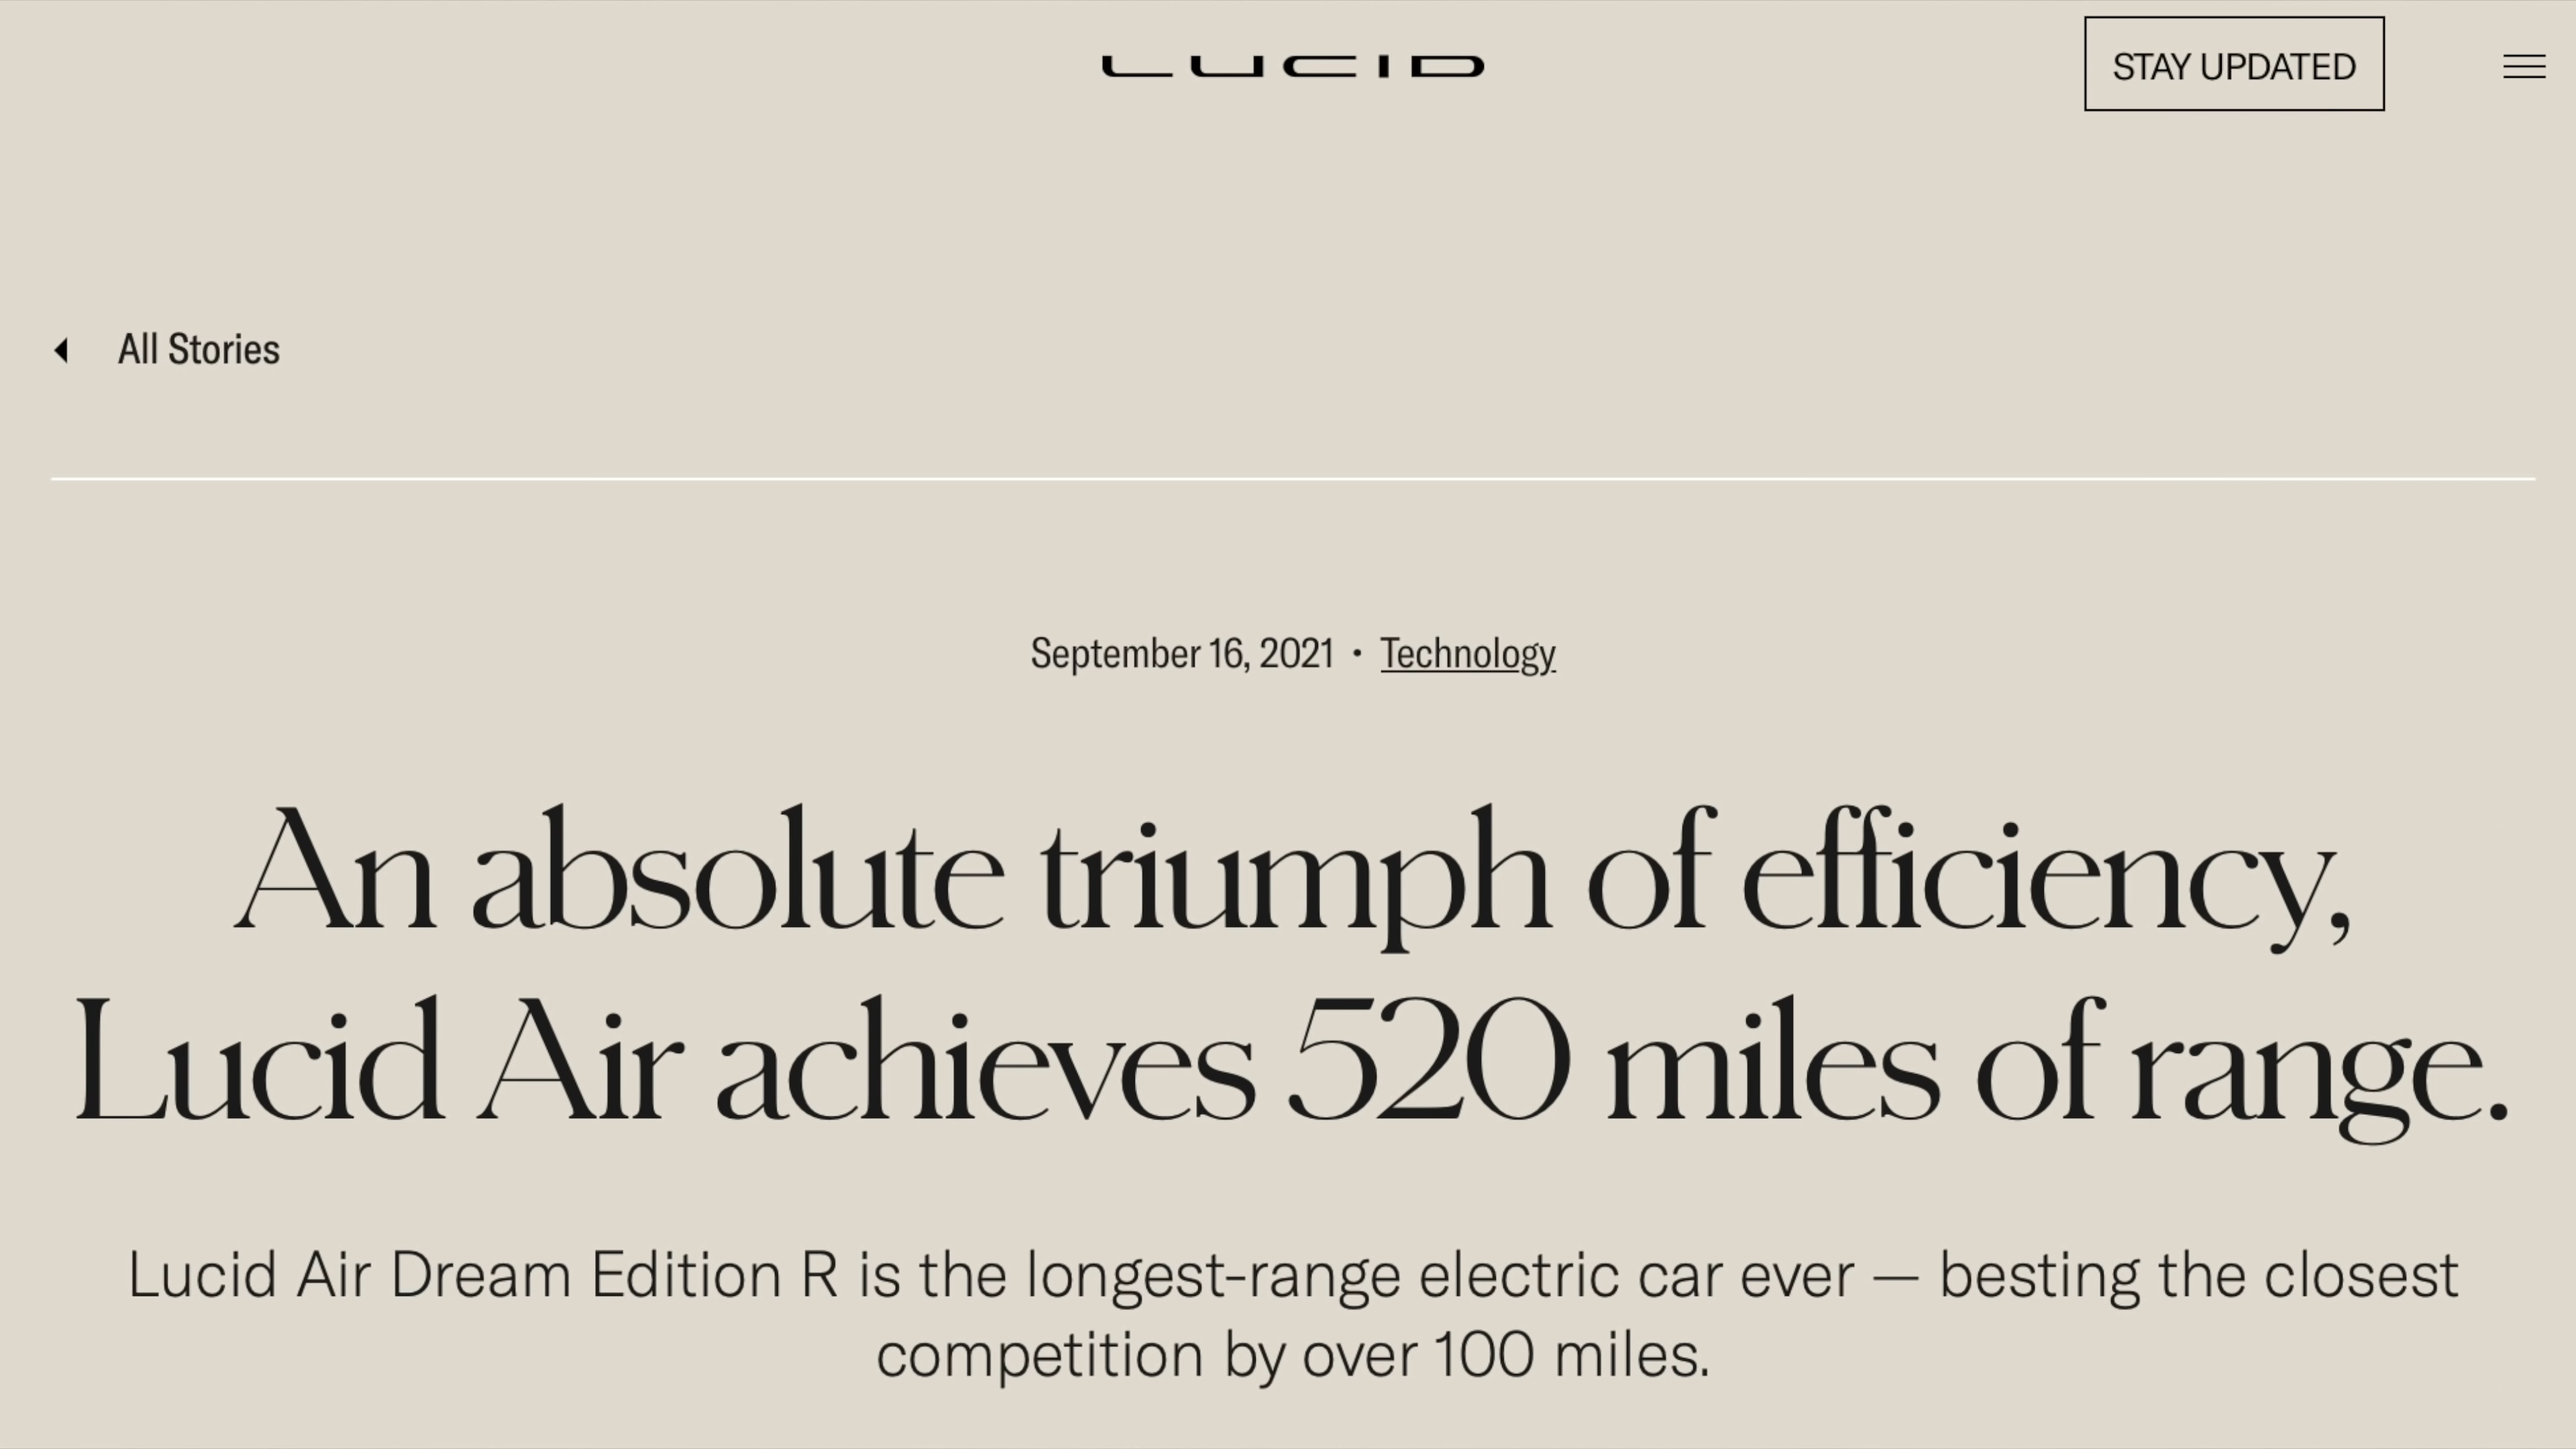 LUCID
STAY UPDATED
All Stories
September 16, 2021 • Technology
An absolute triumph of efficiency,
Lucid Air achieves 520 miles of range.
Lucid Air Dream Edition R is the longest-range electric car ever — besting the closest
competition by over 100 miles.